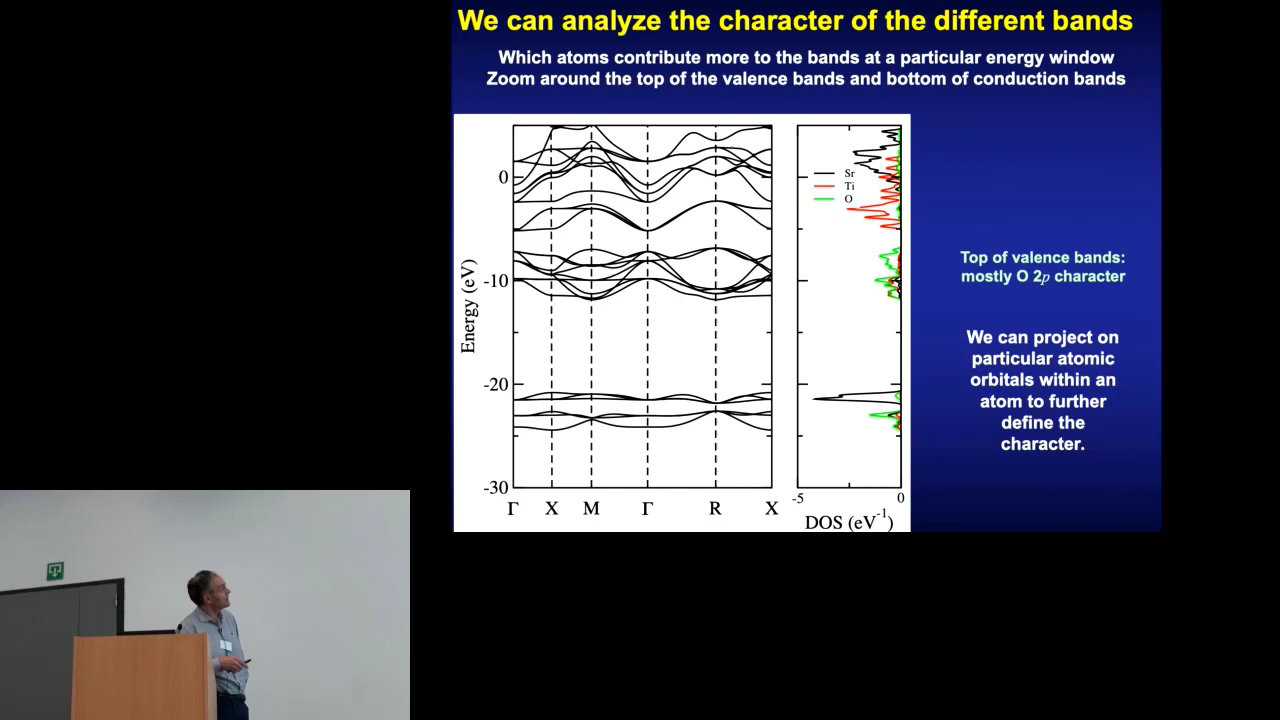 We can analyze the character of the different bands
Which atoms contribute more to the bands at a particular energy window
Zoom around the top of the valence bands and bottom of conduction bands
Energy (eV)
0
-10
-20
-30
Γ X M Γ R X
Sr
Ti
O
-5 0
DOS (eV-1)
Top of valence bands:
mostly O 2p character
We can project on
particular atomic
orbitals within an
atom to further
define the
character.